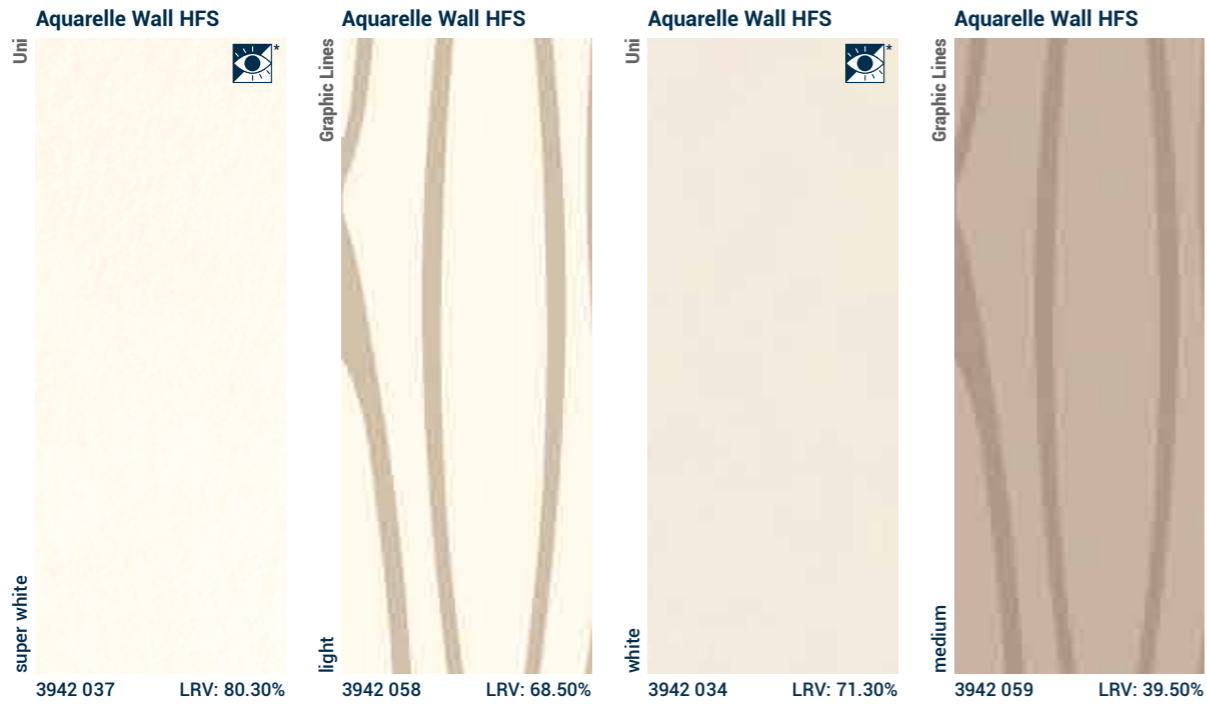 Aquarelle Wall HFS
Uni
*
super white
3942 037
LRV: 80.30%
Aquarelle Wall HFS
Graphic Lines
light
3942 058
LRV: 68.50%
Aquarelle Wall HFS
Uni
*
white
3942 034
LRV: 71.30%
Aquarelle Wall HFS
Graphic Lines
medium
3942 059
LRV: 39.50%